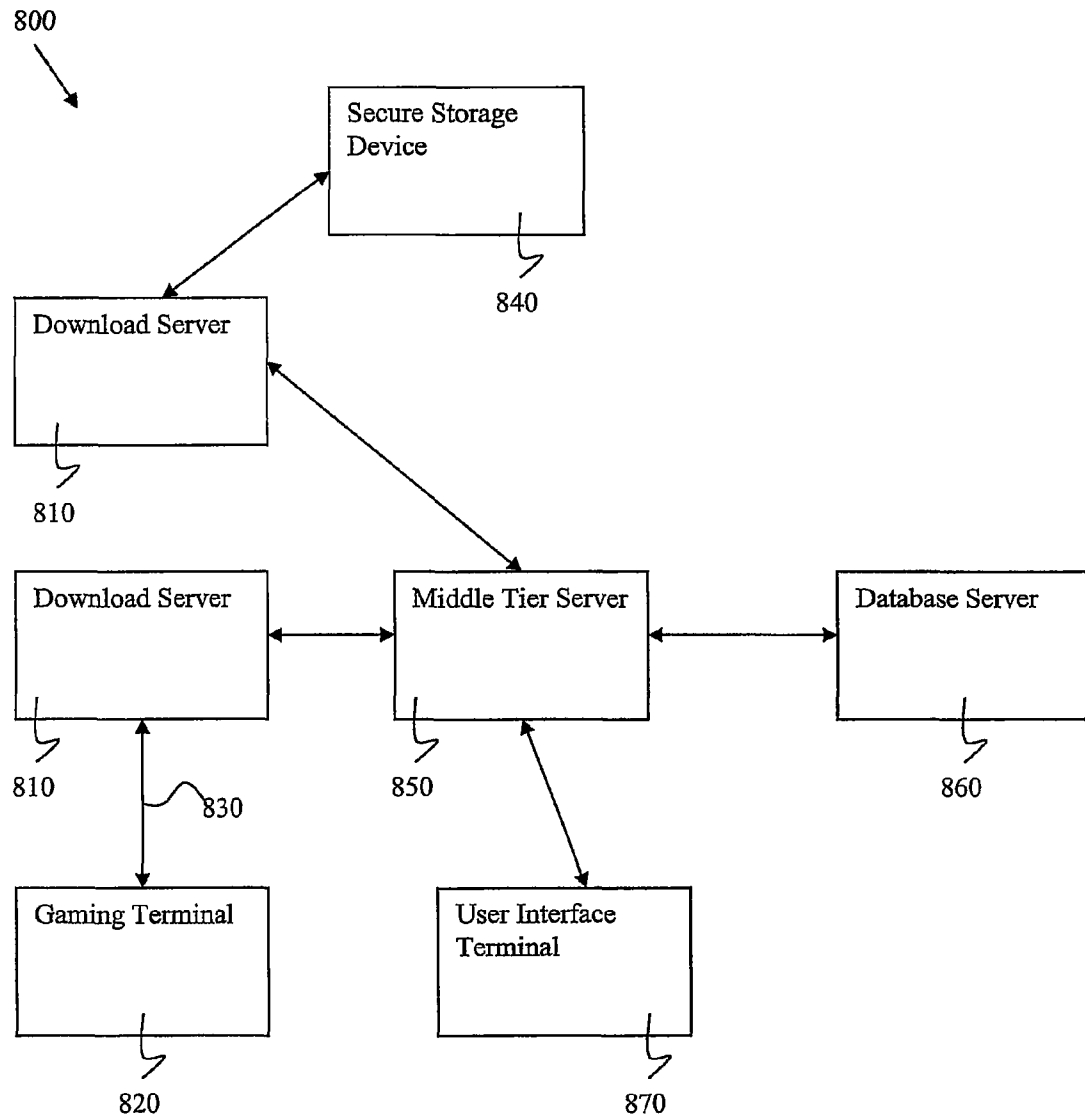 800
Secure Storage
Device
840
Download Server
810
Download Server
810
Middle Tier Server
850
Database Server
860
830
Gaming Terminal
820
User Interface
Terminal
870